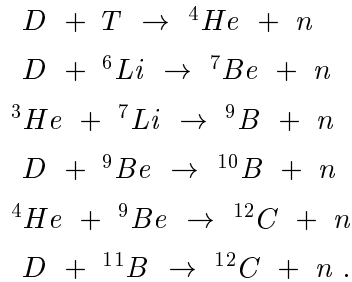 D + T → ⁴He + n
D + ⁶Li → ⁷Be + n
³He + ⁷Li → ⁹B + n
D + ⁹Be → ¹⁰B + n
⁴He + ⁹Be → ¹²C + n
D + ¹¹B → ¹²C + n .